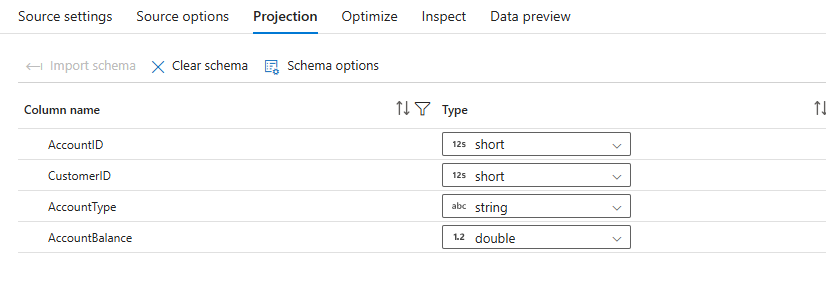 Source settings Source options Projection Optimize Inspect Data preview
Import schema Clear schema Schema options
Column name Type
AccountID 12s short
CustomerID 12s short
AccountType abc string
AccountBalance 1.2 double